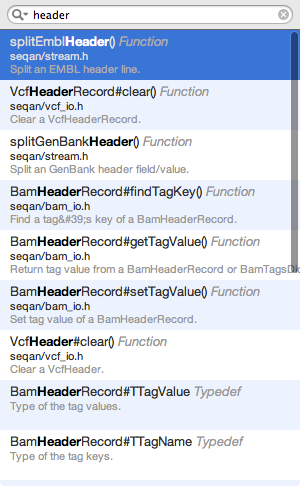 header
splitEmblHeader() Function
seqan/stream.h
Split an EMBL header line.
VcfHeaderRecord#clear() Function
seqan/vcf_io.h
Clear a VcfHeaderRecord.
splitGenBankHeader() Function
seqan/stream.h
Split an GenBank header field/value.
BamHeaderRecord#findTagKey() Function
seqan/bam_io.h
Find a tag&#39;s key of a BamHeaderRecord.
BamHeaderRecord#getTagValue() Function
seqan/bam_io.h
Return tag value from a BamHeaderRecord or BamTagsDi
BamHeaderRecord#setTagValue() Function
seqan/bam_io.h
Set tag value of a BamHeaderRecord.
VcfHeader#clear() Function
seqan/vcf_io.h
Clear a VcfHeader.
BamHeaderRecord#TTagValue Typedef
Type of the tag values.
BamHeaderRecord#TTagName Typedef
Type of the tag keys.